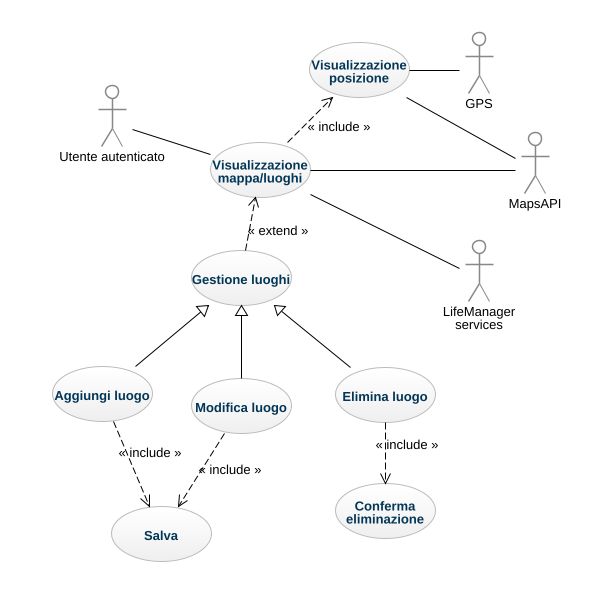 Visualizzazione
posizione
GPS
« include »
Utente autenticato
Visualizzazione
mappa/luoghi
MapsAPI
« extend »
Gestione luoghi
LifeManager
services
Aggiungi luogo
Modifica luogo
Elimina luogo
« include »
« include »
« include »
Salva
Conferma
eliminazione